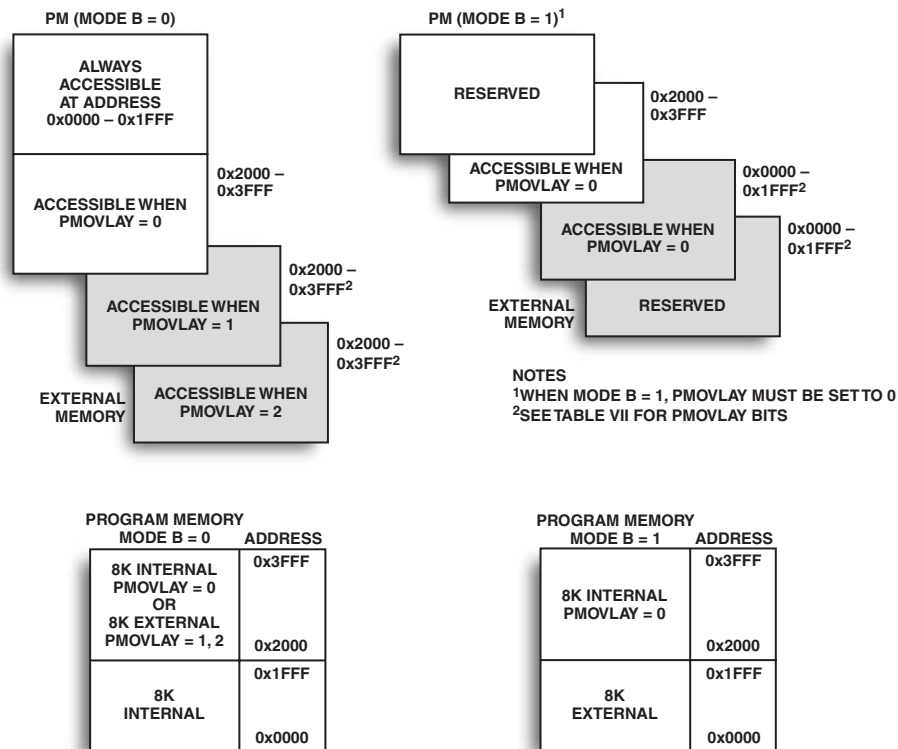 PM (MODE B = 0)
ALWAYS
ACCESSIBLE
AT ADDRESS
0x0000 – 0x1FFF
ACCESSIBLE WHEN
PMOVLAY = 0
0x2000 –
0x3FFF
ACCESSIBLE WHEN
PMOVLAY = 1
0x2000 –
0x3FFF2
EXTERNAL
MEMORY
ACCESSIBLE WHEN
PMOVLAY = 2
0x2000 –
0x3FFF2
PM (MODE B = 1)1
RESERVED
0x2000 –
0x3FFF
ACCESSIBLE WHEN
PMOVLAY = 0
0x0000 –
0x1FFF2
ACCESSIBLE WHEN
PMOVLAY = 0
0x0000 –
0x1FFF2
EXTERNAL
MEMORY
RESERVED
NOTES
1WHEN MODE B = 1, PMOVLAY MUST BE SET TO 0
2SEE TABLE VII FOR PMOVLAY BITS
PROGRAM MEMORY
MODE B = 0
ADDRESS
8K INTERNAL
PMOVLAY = 0
OR
8K EXTERNAL
PMOVLAY = 1, 2
0x3FFF
0x2000
8K
INTERNAL
0x1FFF
0x0000
PROGRAM MEMORY
MODE B = 1
ADDRESS
8K INTERNAL
PMOVLAY = 0
0x3FFF
0x2000
8K
EXTERNAL
0x1FFF
0x0000